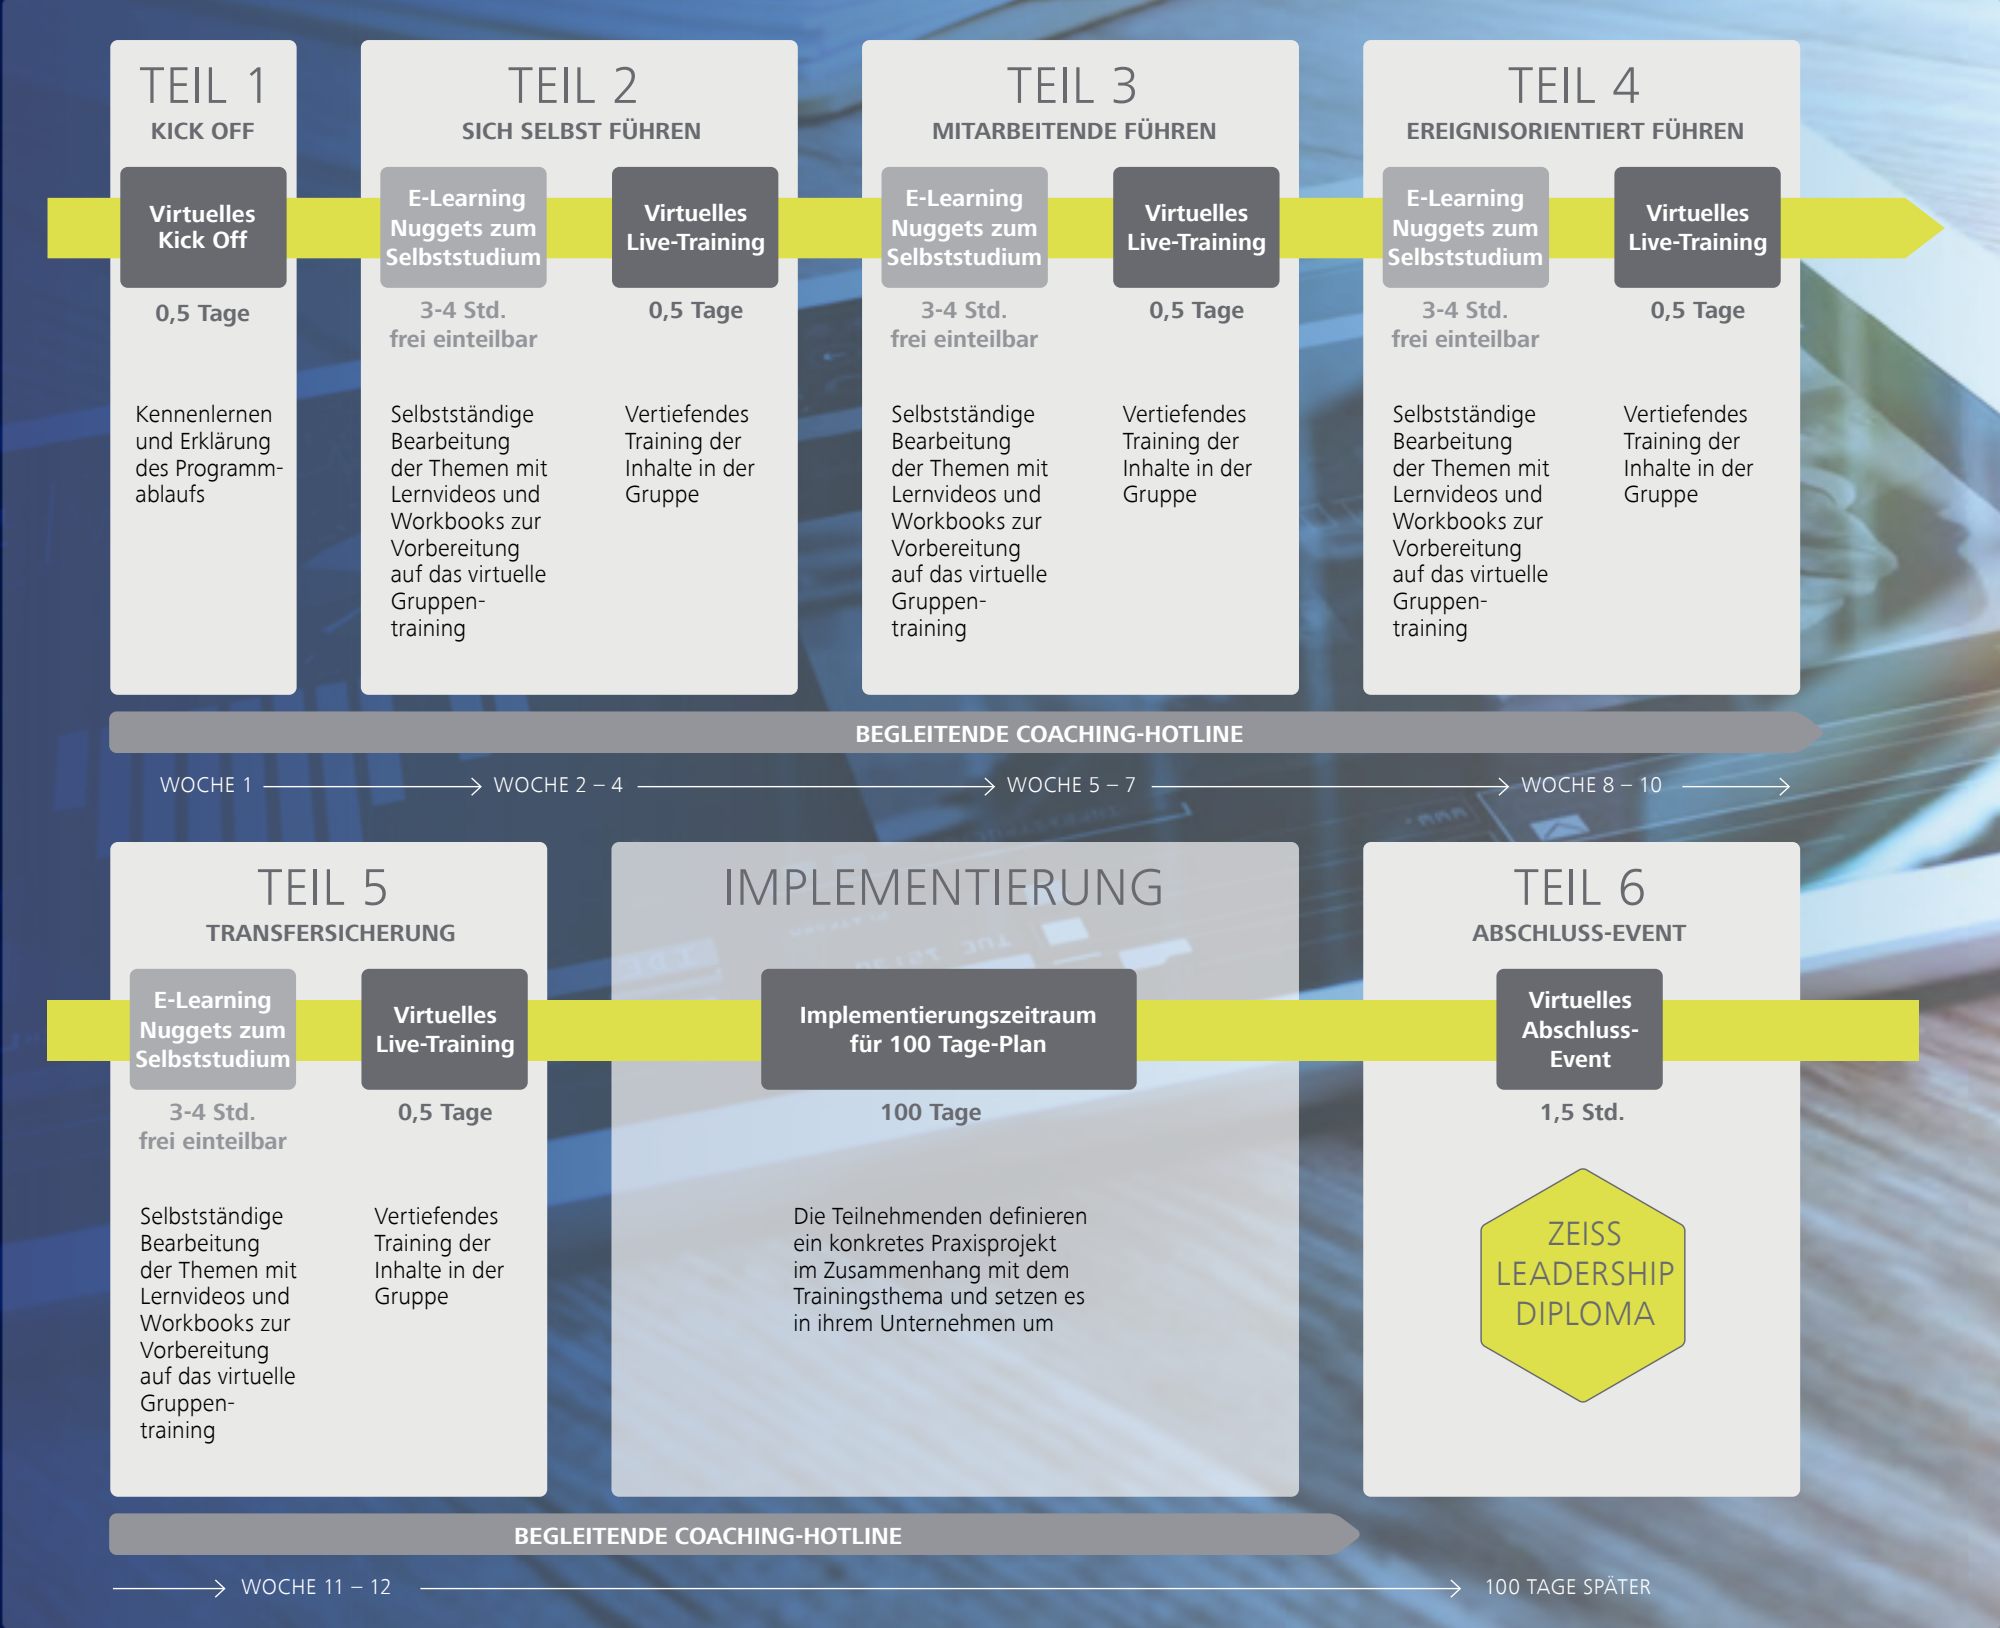 TEIL 1
KICK OFF
Virtuelles
Kick Off
0,5 Tage
Kennenlernen
und Erklärung
des Programm-
ablaufs
TEIL 2
SICH SELBST FÜHREN
E-Learning
Nuggets zum
Selbststudium
3-4 Std.
frei einteilbar
Selbstständige
Bearbeitung
der Themen mit
Lernvideos und
Workbooks zur
Vorbereitung
auf das virtuelle
Gruppen-
training
Virtuelles
Live-Training
0,5 Tage
Vertiefendes
Training der
Inhalte in der
Gruppe
TEIL 3
MITARBEITENDE FÜHREN
E-Learning
Nuggets zum
Selbststudium
3-4 Std.
frei einteilbar
Selbstständige
Bearbeitung
der Themen mit
Lernvideos und
Workbooks zur
Vorbereitung
auf das virtuelle
Gruppen-
training
Virtuelles
Live-Training
0,5 Tage
Vertiefendes
Training der
Inhalte in der
Gruppe
TEIL 4
EREIGNISORIENTIERT FÜHREN
E-Learning
Nuggets zum
Selbststudium
3-4 Std.
frei einteilbar
Selbstständige
Bearbeitung
der Themen mit
Lernvideos und
Workbooks zur
Vorbereitung
auf das virtuelle
Gruppen-
training
Virtuelles
Live-Training
0,5 Tage
Vertiefendes
Training der
Inhalte in der
Gruppe
BEGLEITENDE COACHING-HOTLINE
WOCHE 1
WOCHE 2 – 4
WOCHE 5 – 7
WOCHE 8 – 10
TEIL 5
TRANSFERSICHERUNG
E-Learning
Nuggets zum
Selbststudium
3-4 Std.
frei einteilbar
Selbstständige
Bearbeitung
der Themen mit
Lernvideos und
Workbooks zur
Vorbereitung
auf das virtuelle
Gruppen-
training
Virtuelles
Live-Training
0,5 Tage
Vertiefendes
Training der
Inhalte in der
Gruppe
IMPLEMENTIERUNG
Implementierungszeitraum
für 100 Tage-Plan
100 Tage
Die Teilnehmenden definieren
ein konkretes Praxisprojekt
im Zusammenhang mit dem
Trainingsthema und setzen es
in ihrem Unternehmen um
TEIL 6
ABSCHLUSS-EVENT
Virtuelles
Abschluss-
Event
1,5 Std.
ZEISS
LEADERSHIP
DIPLOMA
BEGLEITENDE COACHING-HOTLINE
WOCHE 11 – 12
100 TAGE SPÄTER